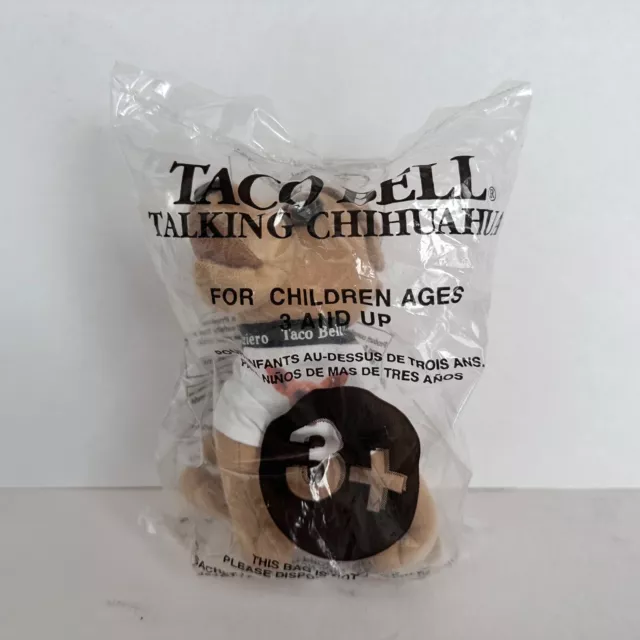 TACO BELL®
TALKING CHIHUAHUA
FOR CHILDREN AGES
3 AND UP
Taco Bell
ENFANTS AU-DESSUS DE TROIS ANS.
NIÑOS DE MAS DE TRES AÑOS
3+
THIS BAG
PLEASE DISPOSE